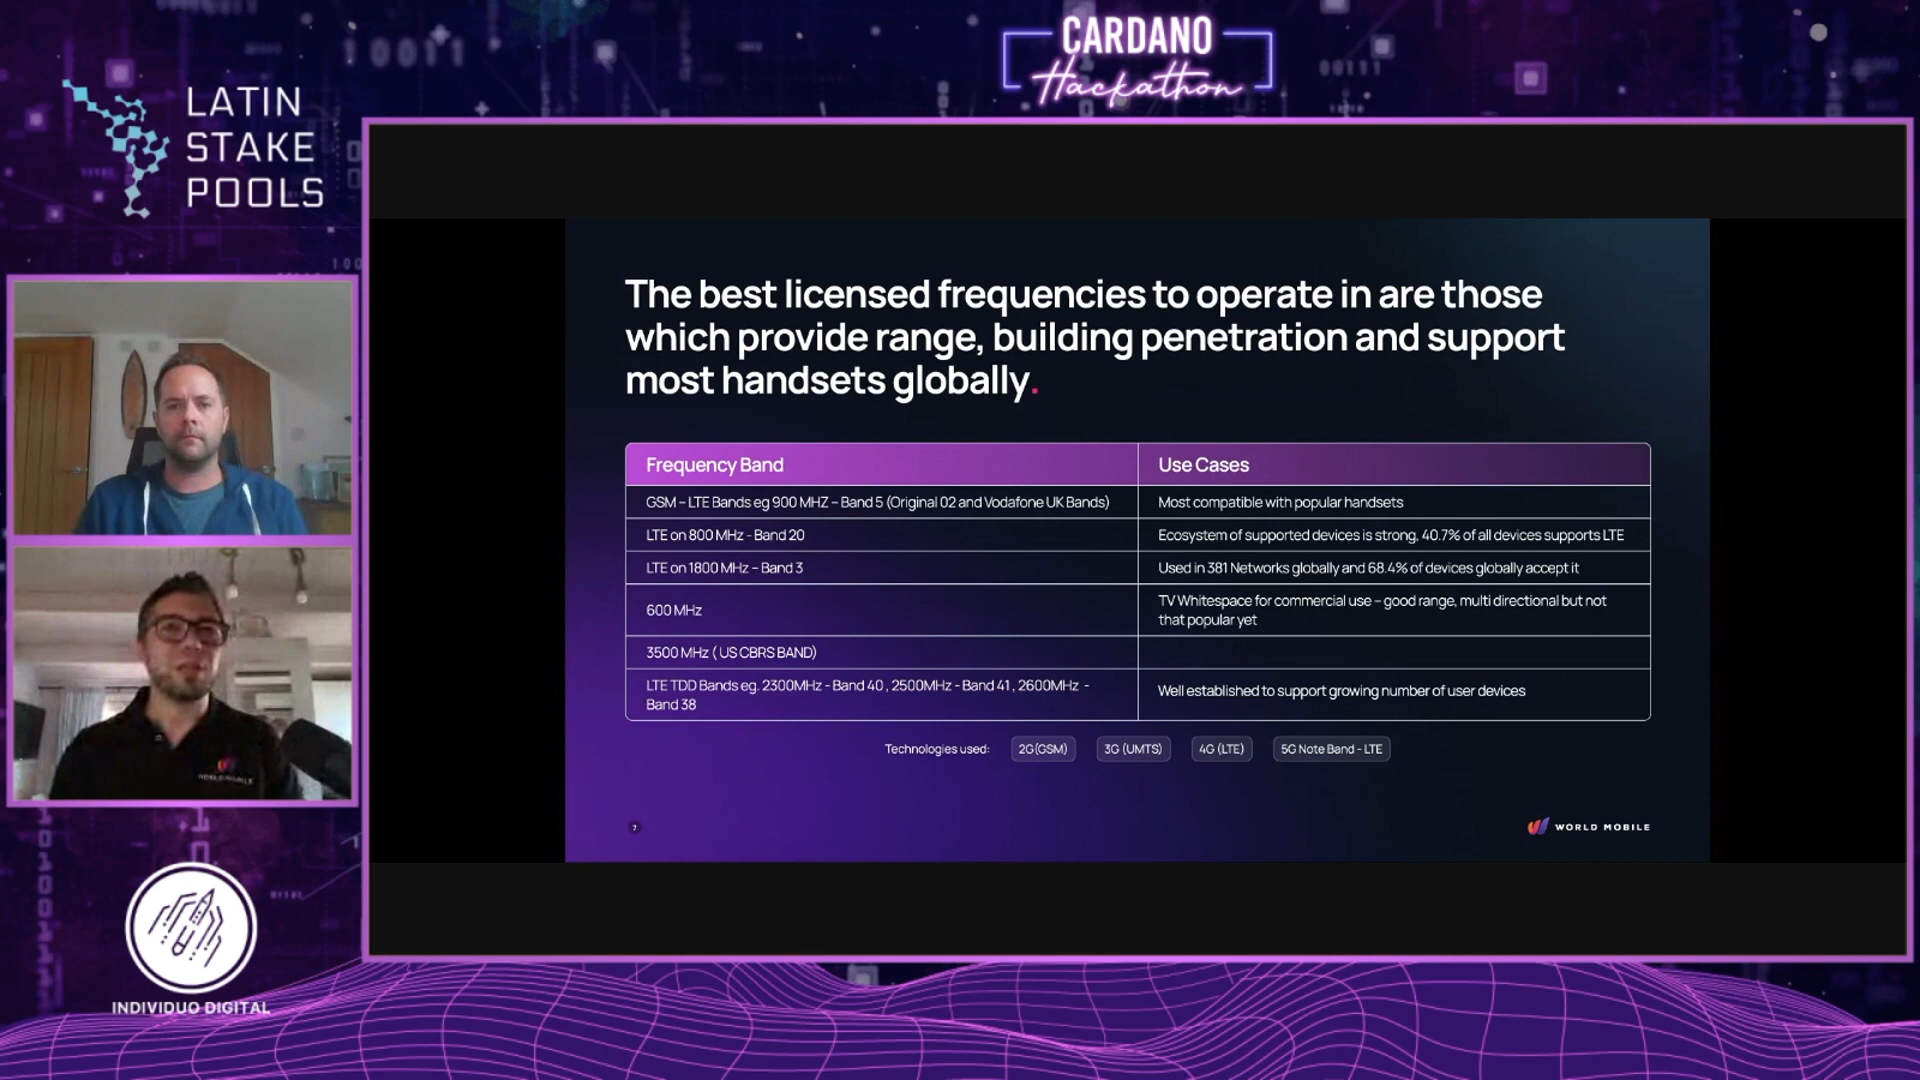 CARDANO
Hackathon
LATIN
STAKE
POOLS
The best licensed frequencies to operate in are those
which provide range, building penetration and support
most handsets globally.
Frequency Band
Use Cases
GSM – LTE Bands eg 900 MHZ – Band 5 (Original 02 and Vodafone UK Bands)
Most compatible with popular handsets
LTE on 800 MHz - Band 20
Ecosystem of supported devices is strong, 40.7% of all devices supports LTE
LTE on 1800 MHz – Band 3
Used in 381 Networks globally and 68.4% of devices globally accept it
600 MHz
TV Whitespace for commercial use – good range, multi directional but not
that popular yet
3500 MHz ( US CBRS BAND)
LTE TDD Bands eg. 2300MHz - Band 40 , 2500MHz - Band 41 , 2600MHz -
Band 38
Well established to support growing number of user devices
Technologies used:
2G(GSM)
3G (UMTS)
4G (LTE)
5G Note Band - LTE
7
WORLD MOBILE
WORLD MOBILE
INDIVIDUO DIGITAL